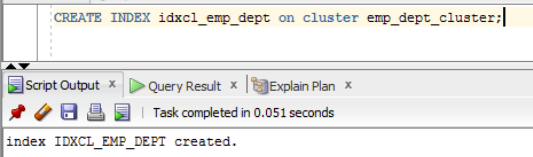 CREATE INDEX idxcl_emp_dept on cluster emp_dept_cluster;
Script Output x Query Result x Explain Plan x
Task completed in 0.051 seconds
index IDXCL_EMP_DEPT created.